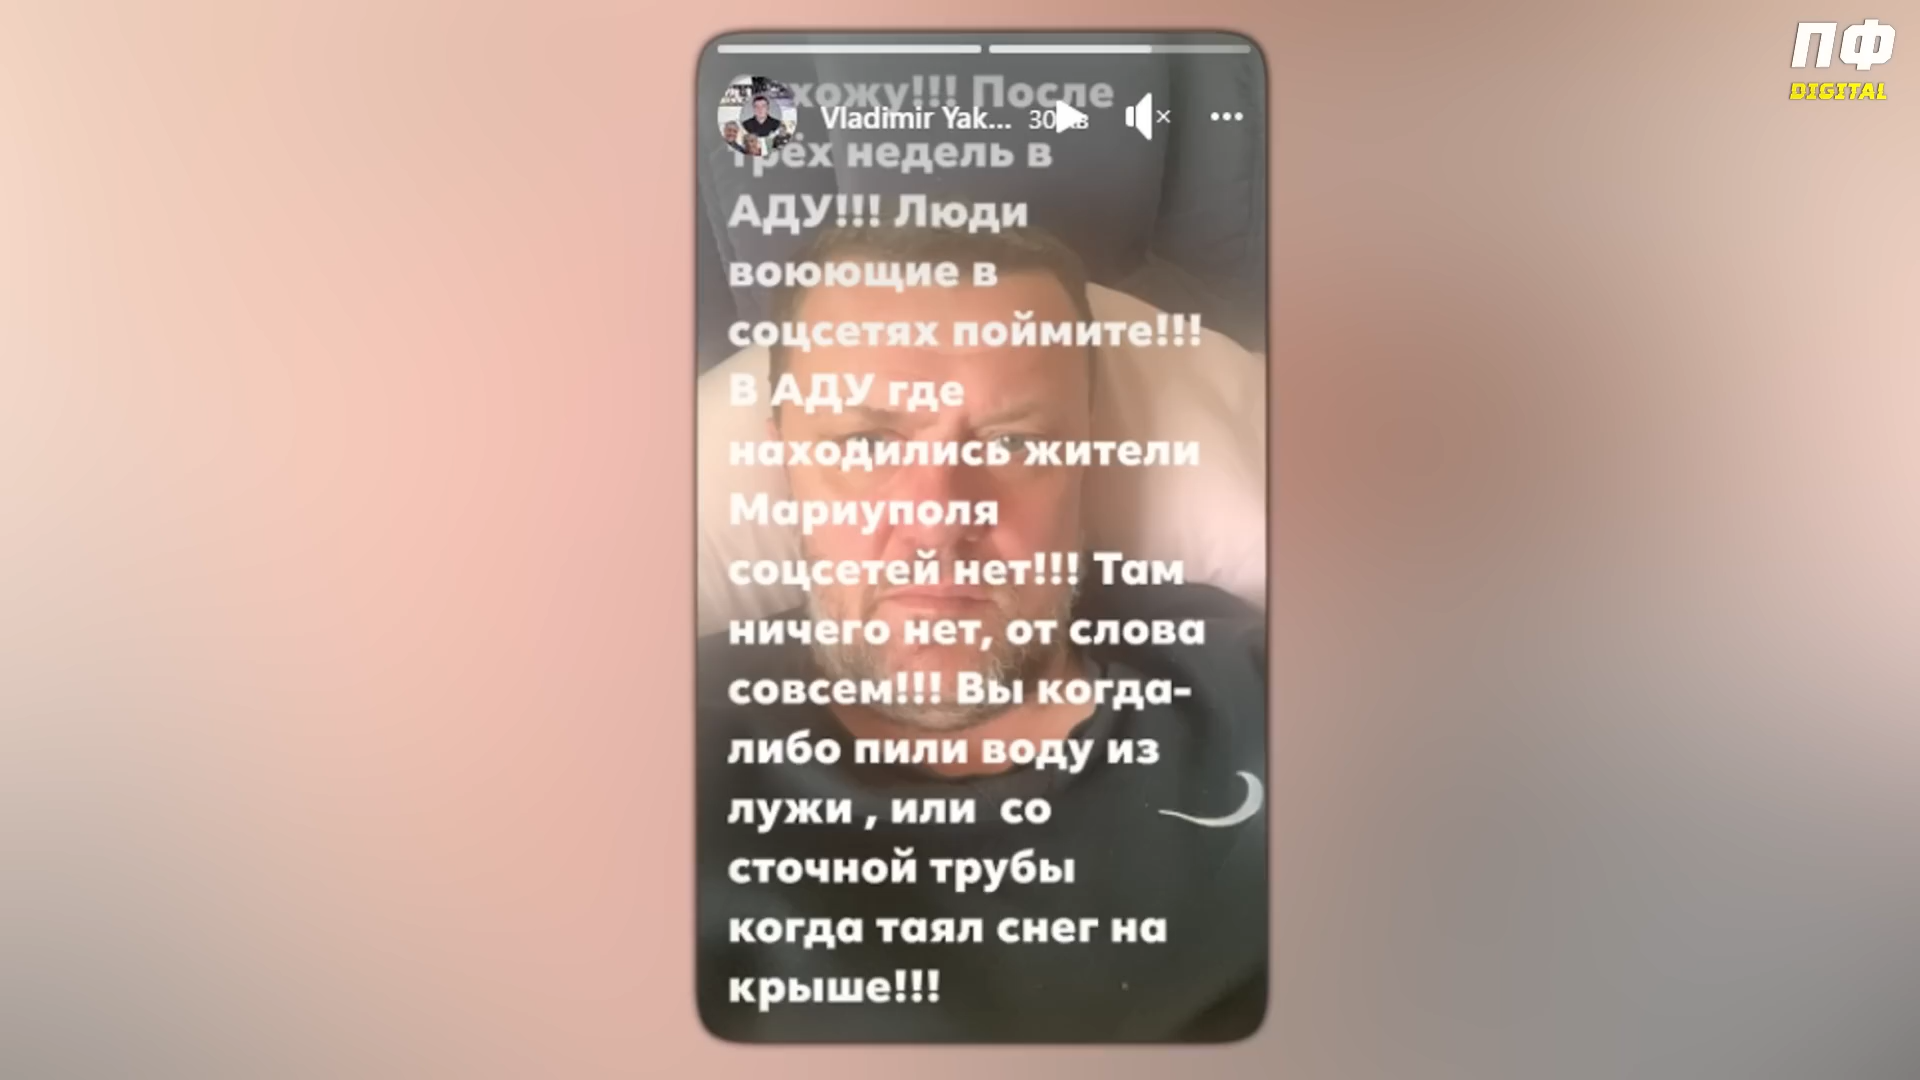 ПФ
DIGITAL
Vladimir Yak...
После
трёх недель в
АДУ!!! Люди
воюющие в
соцсетях поймите!!!
В АДУ где
находились жители
Мариуполя
соцсетей нет!!! Там
ничего нет, от слова
совсем!!! Вы когда-
либо пили воду из
лужи , или со
сточной трубы
когда таял снег на
крыше!!!